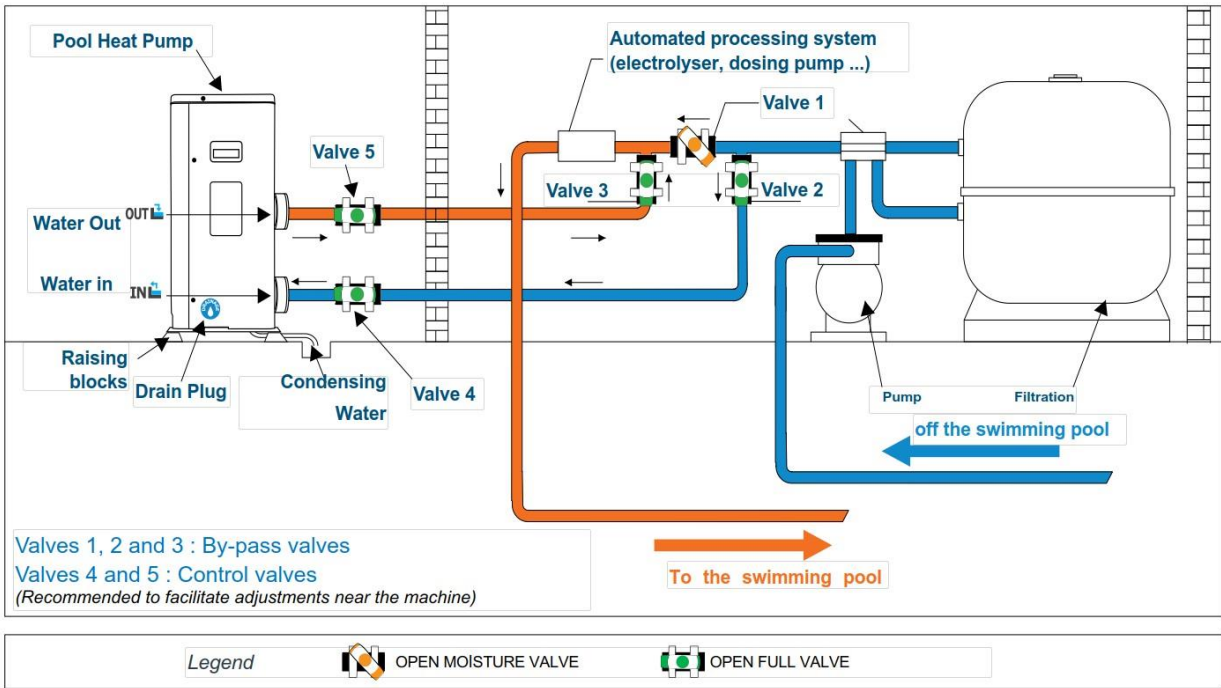 Pool Heat Pump
Automated processing system
(electrolyser, dosing pump ...)
Valve 1
Valve 5
Valve 3
Valve 2
Water Out
OUT
Water in
IN
Raising
blocks
Drain Plug
Condensing
Water
Valve 4
Pump
Filtration
off the swimming pool
To the swimming pool
Valves 1, 2 and 3 : By-pass valves
Valves 4 and 5 : Control valves
(Recommended to facilitate adjustments near the machine)
Legend
OPEN MOISTURE VALVE
OPEN FULL VALVE